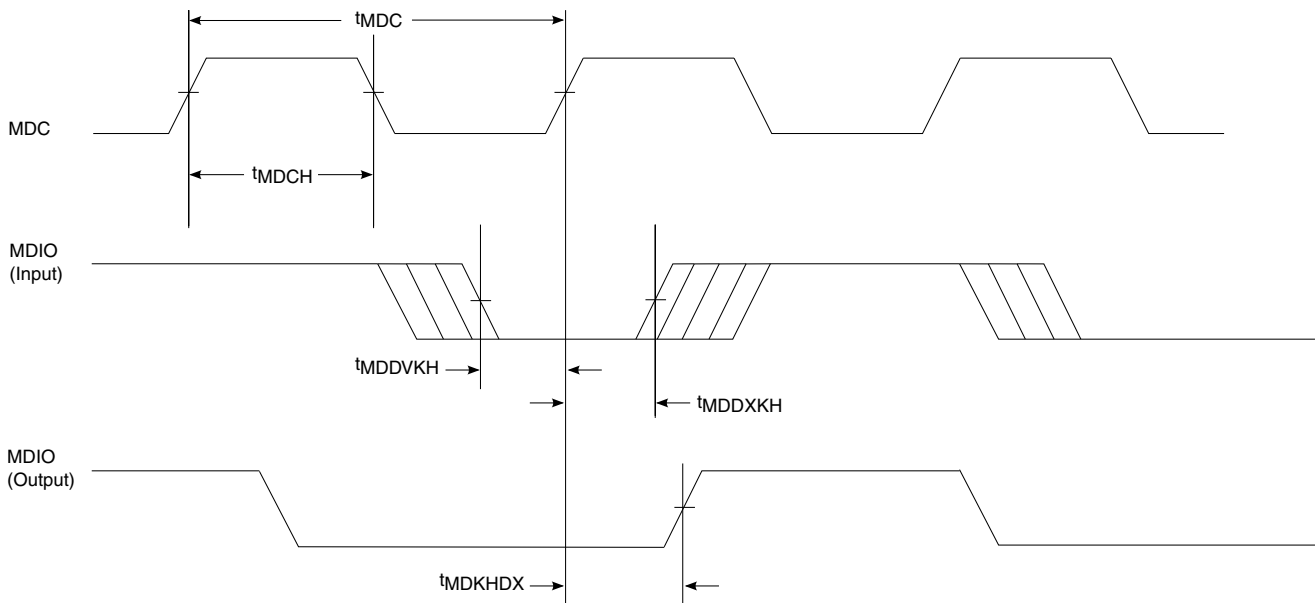 tMDC
MDC
tMDCH
MDIO
(Input)
tMDDVKH
tMDDXKH
MDIO
(Output)
tMDKHDX